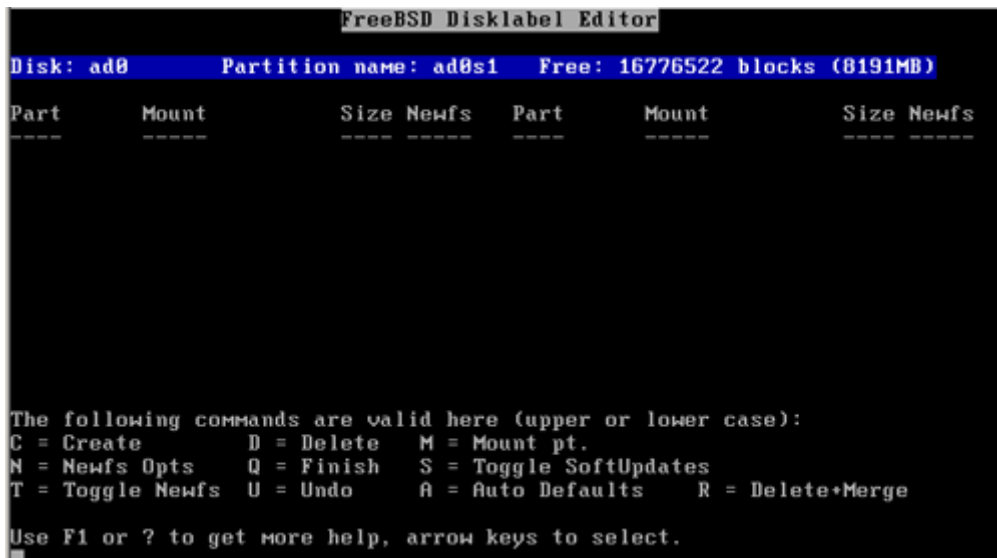 FreeBSD Disklabel Editor
Disk: ad0 Partition name: ad0s1 Free: 16776522 blocks (8191MB)
Part Mount Size Newfs Part Mount Size Newfs
---- ----- ---- ----- ---- ----- ---- -----
The following commands are valid here (upper or lower case):
C = Create D = Delete M = Mount pt.
N = Newfs Opts Q = Finish S = Toggle SoftUpdates
T = Toggle Newfs U = Undo A = Auto Defaults R = Delete+Merge
Use F1 or ? to get more help, arrow keys to select.